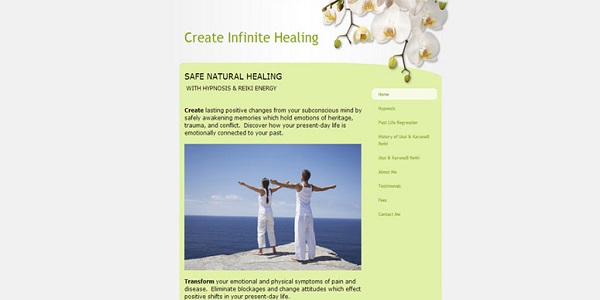 Create Infinite Healing
SAFE NATURAL HEALING
WITH HYPNOSIS & REIKI ENERGY
Create lasting positive changes from your subconscious mind by
safely awakening memories which hold emotions of heritage,
trauma, and conflict.  Discover how your present-day life is
emotionally connected to your past.
Transform your emotional and physical symptoms of pain and
disease.  Eliminate blockages and change attitudes which effect
positive shifts in your present-day life.
Home
Hypnosis
Past Life Regression
History of Usui & Karuna®
Reiki
Usui & Karuna® Reiki
About Me
Testimonials
Fees
Contact Me